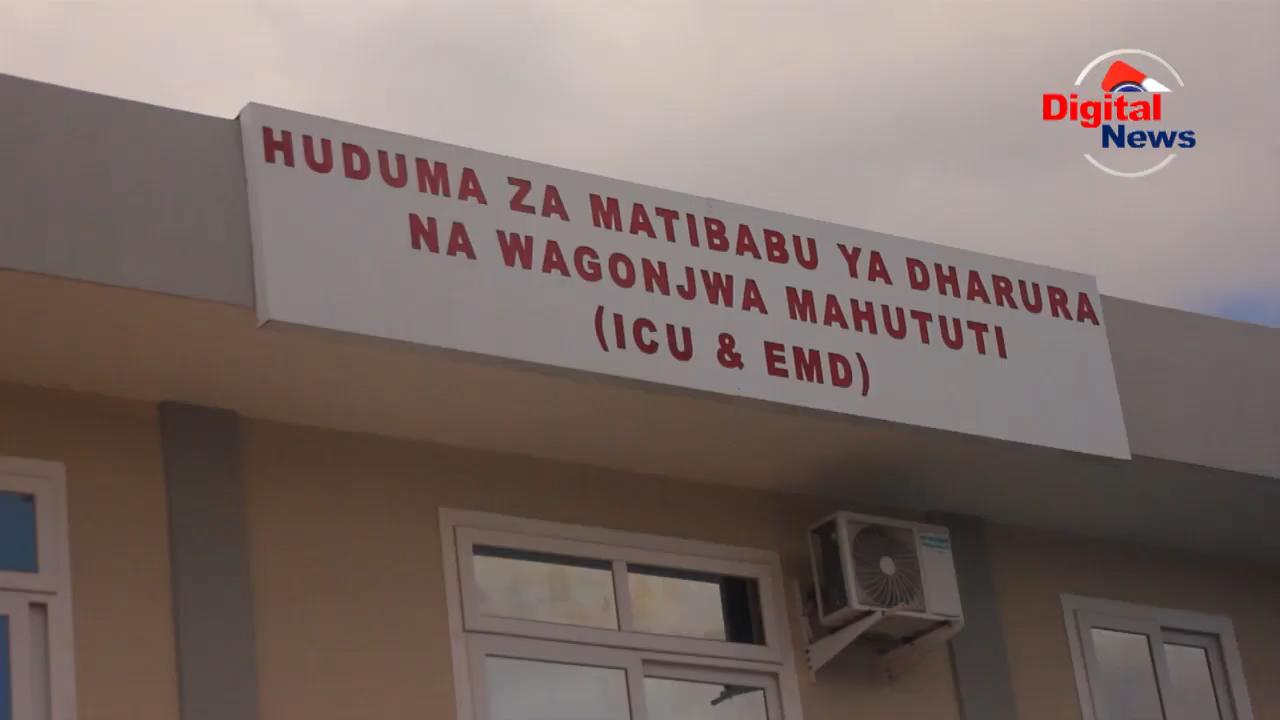 HUDUMA ZA MATIBABU YA DHARURA
NA WAGONJWA MAHUTUTI
(ICU & EMD)
Digital
News